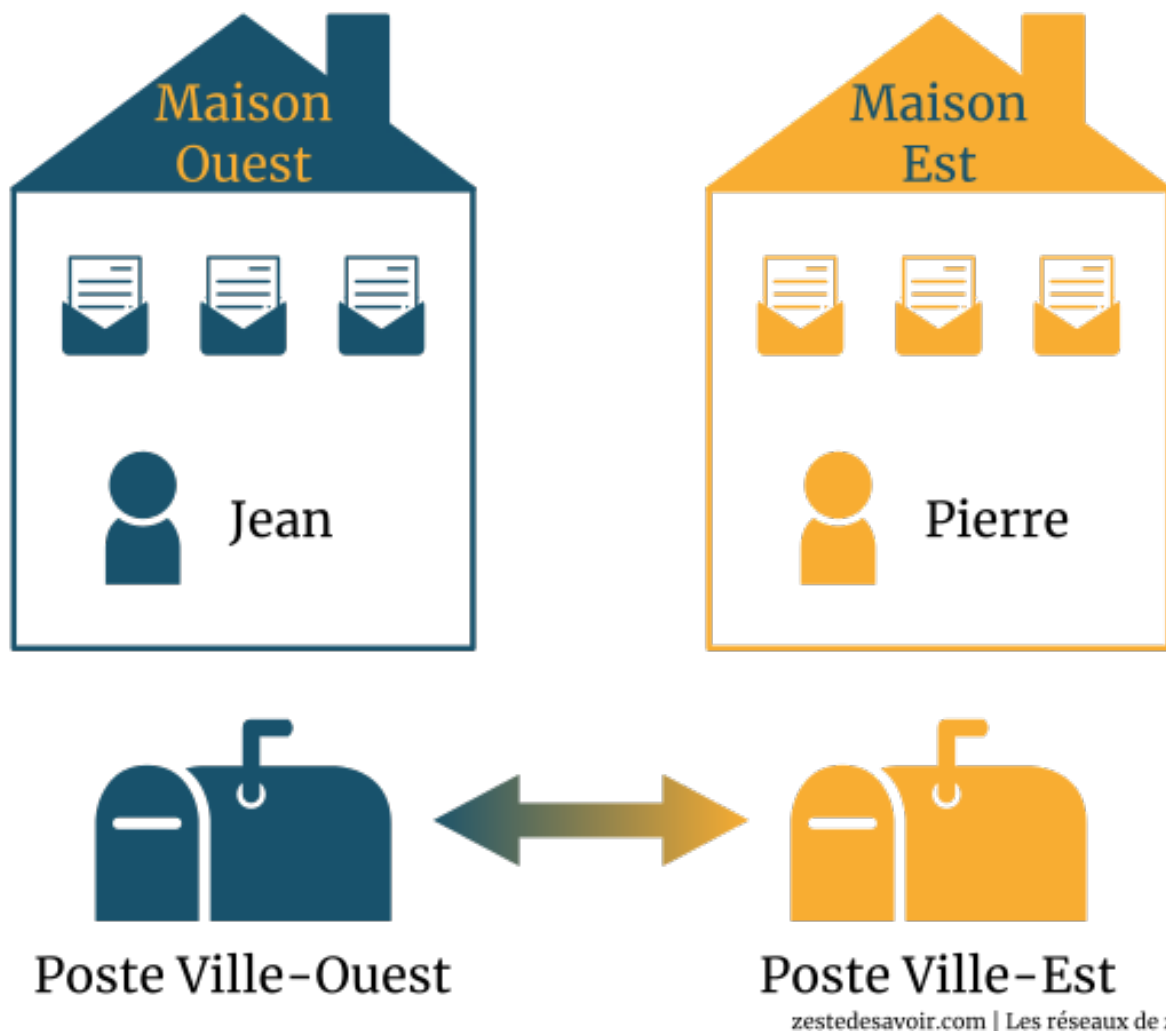 Maison
Ouest
Maison
Est
Jean
Pierre
Poste Ville-Ouest
Poste Ville-Est
zestedesavoir.com | Les réseaux de